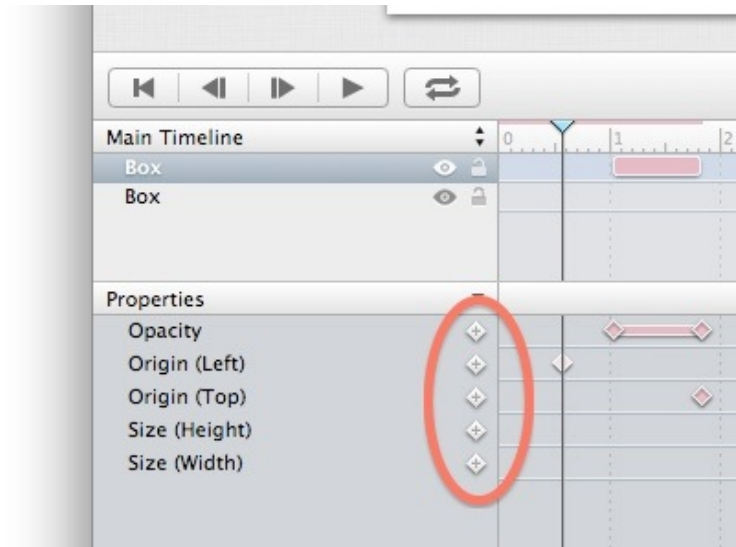 Main Timeline
0 1 2
Box
Box
Properties
Opacity
Origin (Left)
Origin (Top)
Size (Height)
Size (Width)